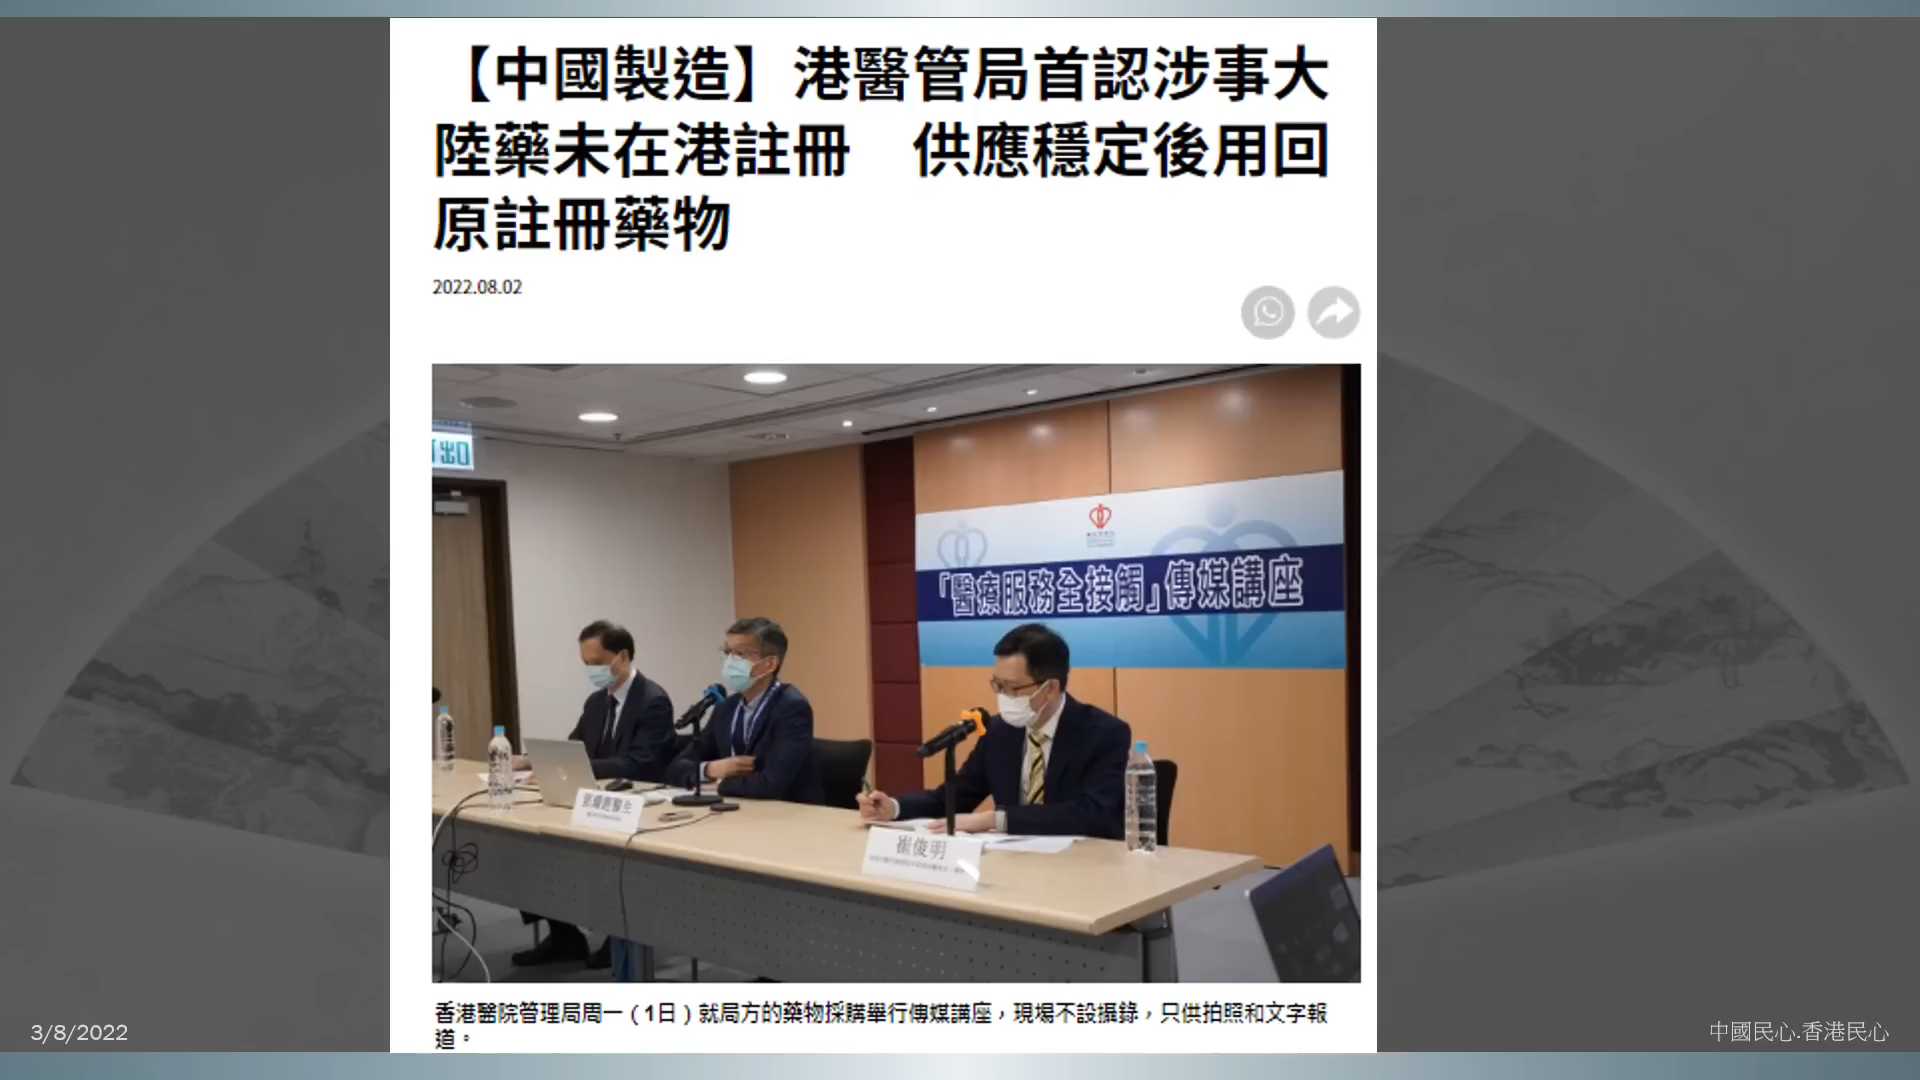 【中國製造】港醫管局首認涉事大
陸藥未在港註冊　供應穩定後用回
原註冊藥物
2022.08.02
出
「醫療服務全接觸」傳媒講座
崔俊明
香港醫院管理局周一（1日）就局方的藥物採購舉行傳媒講座，現場不設攝錄，只供拍照和文字報
道。
3/8/2022
中國民心.香港民心